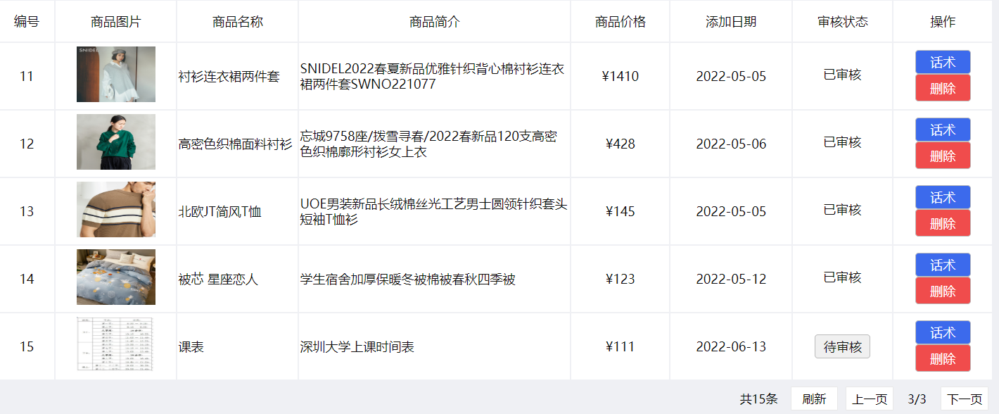 编号 商品图片 商品名称 商品简介 商品价格 添加日期 审核状态 操作
SNIDEL
11 衬衫连衣裙两件套 SNIDEL2022春夏新品优雅针织背心棉衬衫连衣 ¥1410 2022-05-05 已审核 话术
裙两件套SWNO221077 删除
12 高密色织棉面料衬衫 忘城9758座/拨雪寻春/2022春新品120支高密 ¥428 2022-05-06 已审核 话术
色织棉廓形衬衫女上衣 删除
13 北欧JT简风T恤 UOE男装新品长绒棉丝光工艺男士圆领针织套头 ¥145 2022-05-05 已审核 话术
短袖T恤衫 删除
14 被芯 星座恋人 学生宿舍加厚保暖冬被棉被春秋四季被 ¥123 2022-05-12 已审核 话术
删除
15 课表 深圳大学上课时间表 ¥111 2022-06-13 待审核 话术
删除
共15条 刷新 上一页 3/3 下一页